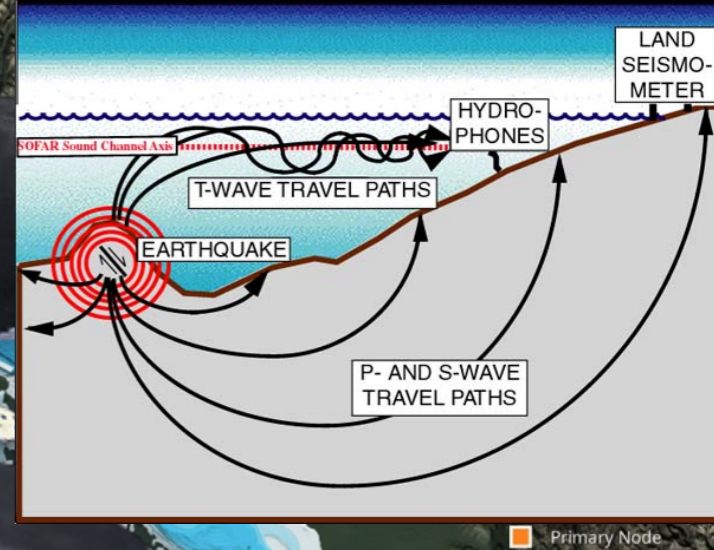 LAND
SEISMO-
METER
HYDRO-
PHONES
SOFAR Sound Channel Axis
T-WAVE TRAVEL PATHS
EARTHQUAKE
P- AND S-WAVE
TRAVEL PATHS
Primary Node